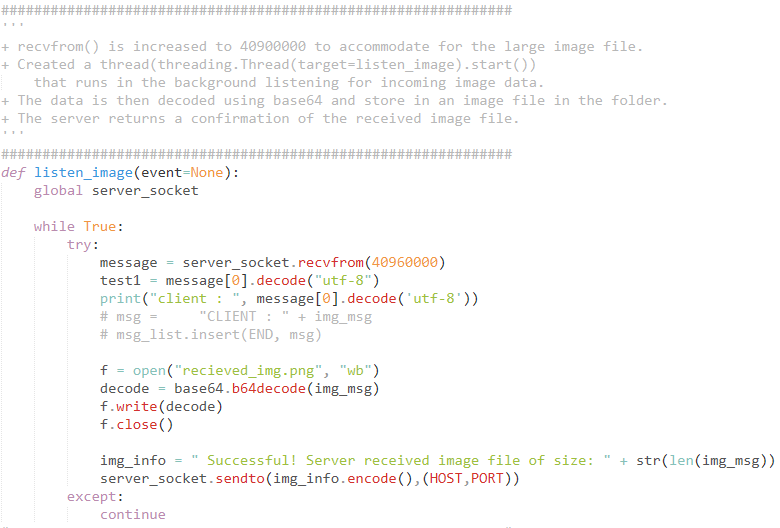 ###############################################################
'''
+ recvfrom() is increased to 40900000 to accommodate for the large image file.
+ Created a thread(threading.Thread(target=listen_image).start())
    that runs in the background listening for incoming image data.
+ The data is then decoded using base64 and store in an image file in the folder.
+ The server returns a confirmation of the received image file.
'''
###############################################################
def listen_image(event=None):
    global server_socket

    while True:
        try:
            message = server_socket.recvfrom(40960000)
            test1 = message[0].decode("utf-8")
            print("client : ", message[0].decode('utf-8'))
            # msg =     "CLIENT : " + img_msg
            # msg_list.insert(END, msg)

            f = open("recieved_img.png", "wb")
            decode = base64.b64decode(img_msg)
            f.write(decode)
            f.close()

            img_info = " Successful! Server received image file of size: " + str(len(img_msg))
            server_socket.sendto(img_info.encode(),(HOST,PORT))
        except:
            continue